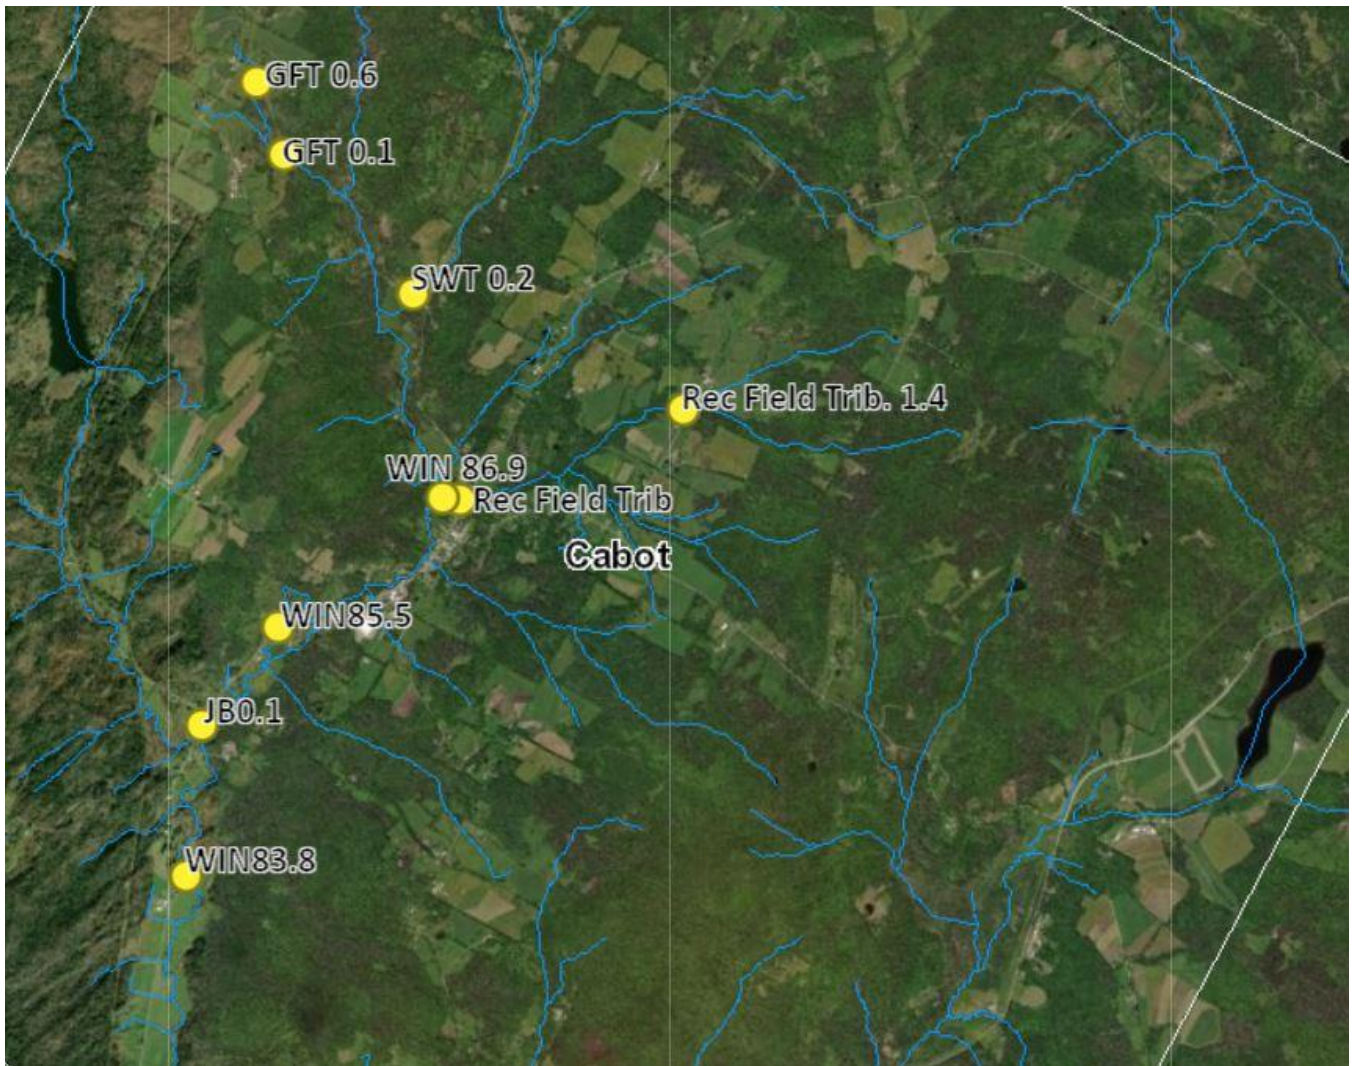 GFT 0.6
GFT 0.1
SWT 0.2
Rec Field Trib. 1.4
WIN 86.9
Rec Field Trib
Cabot
WIN85.5
JB0.1
WIN83.8